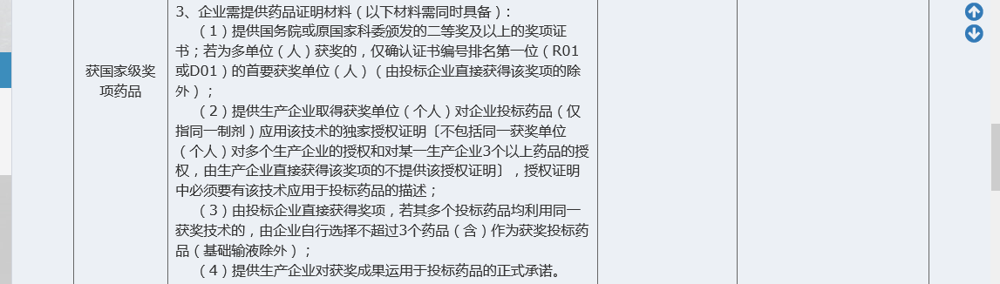 3、企业需提供药品证明材料（以下材料需同时具备）：
（1）提供国务院或原国家科委颁发的二等奖及以上的奖项证
书；若为多单位（人）获奖的，仅确认证书编号排名第一位（R01
或D01）的首要获奖单位（人）（由投标企业直接获得该奖项的除
外）；
（2）提供生产企业取得获奖单位（个人）对企业投标药品（仅
指同一制剂）应用该技术的独家授权证明〔不包括同一获奖单位
（个人）对多个生产企业的授权和对某一生产企业3个以上药品的授
权，由生产企业直接获得该奖项的不提供该授权证明〕，授权证明
中必须要有该技术应用于投标药品的描述；
（3）由投标企业直接获得奖项，若其多个投标药品均利用同一
获奖技术的，由企业自行选择不超过3个药品（含）作为获奖投标药
品（基础输液除外）；
（4）提供生产企业对获奖成果运用于投标药品的正式承诺。
获国家级奖
项药品